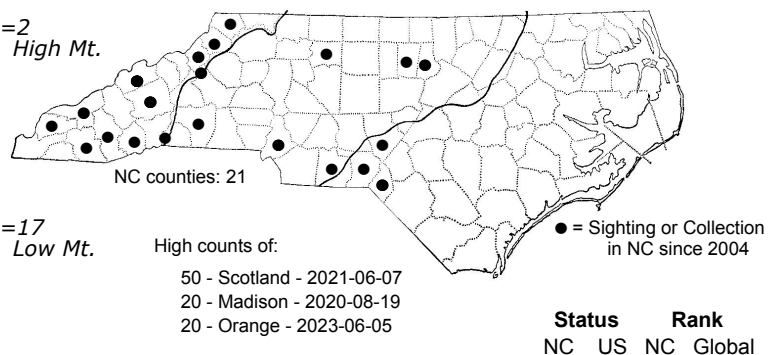 =2
High Mt.
NC counties: 21
=17
Low Mt.
High counts of:
50 - Scotland - 2021-06-07
20 - Madison - 2020-08-19
20 - Orange - 2023-06-05
● = Sighting or Collection
in NC since 2004
Status Rank
NC US NC Global